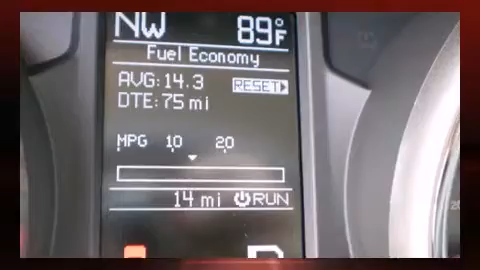 NW 89°F
Fuel Economy
AVG: 14.3 RESET
DTE: 75 mi
MPG 10 20
14 mi RUN